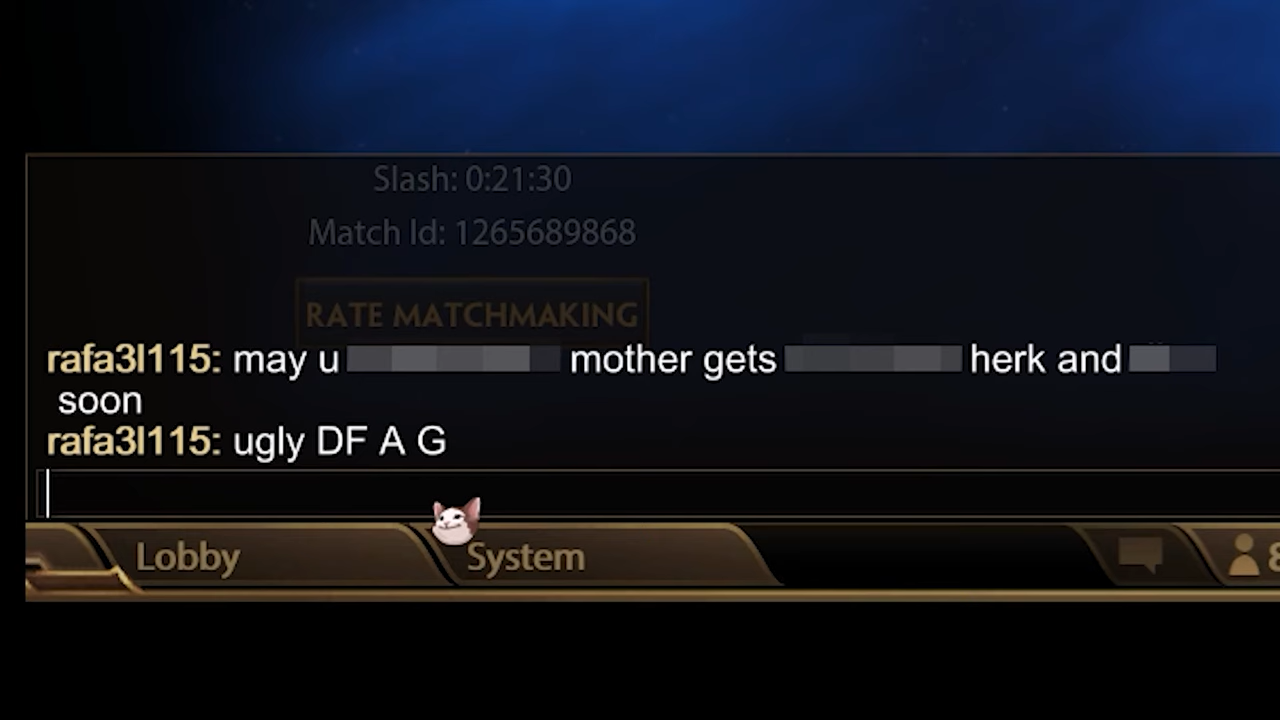 Slash: 0:21:30
Match Id: 1265689868
RATE MATCHMAKING
rafa3l115: may u mother gets herk and
soon
rafa3l115: ugly DF A G
Lobby System 8